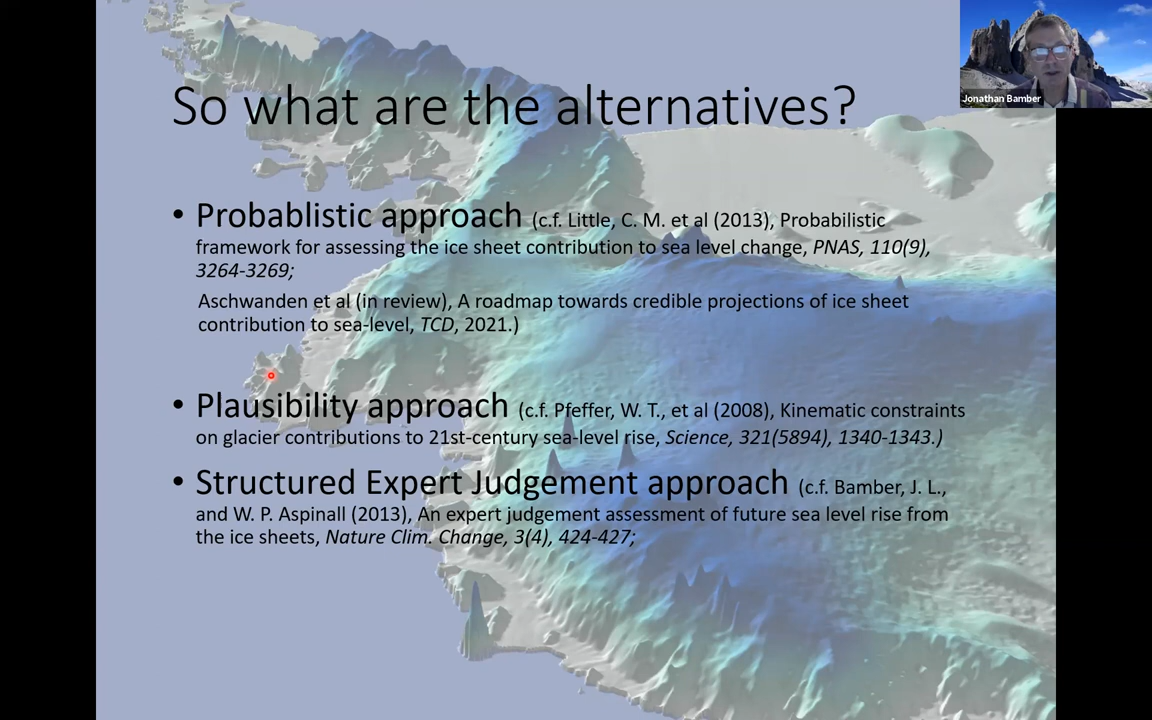 Jonathan Bamber
So what are the alternatives?
• Probablistic approach (c.f. Little, C. M. et al (2013), Probabilistic
framework for assessing the ice sheet contribution to sea level change, PNAS, 110(9),
3264-3269;
Aschwanden et al (in review), A roadmap towards credible projections of ice sheet
contribution to sea-level, TCD, 2021.)
• Plausibility approach (c.f. Pfeffer, W. T., et al (2008), Kinematic constraints
on glacier contributions to 21st-century sea-level rise, Science, 321(5894), 1340-1343.)
• Structured Expert Judgement approach (c.f. Bamber, J. L.,
and W. P. Aspinall (2013), An expert judgement assessment of future sea level rise from
the ice sheets, Nature Clim. Change, 3(4), 424-427;